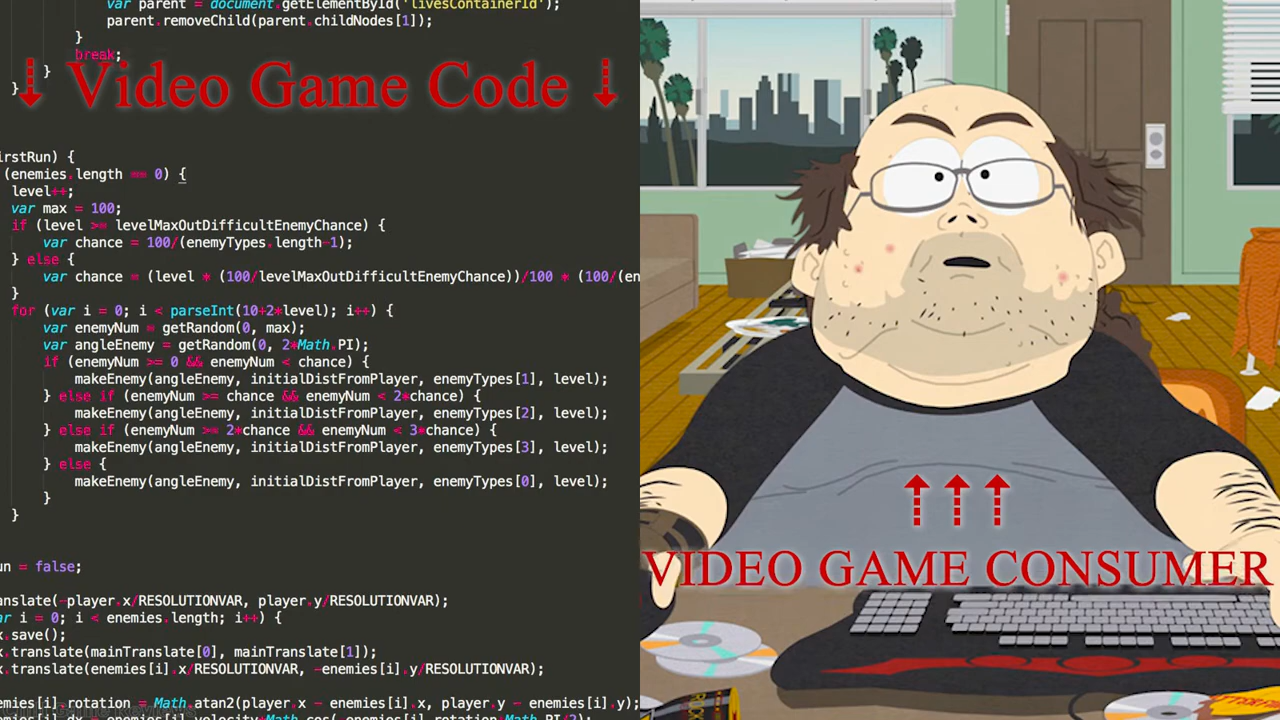 var parent = document.getElementById('livesContainerId');
parent.removeChild(parent.childNodes[1]);
}
break;
}
}
↓ Video Game Code ↓
irstRun) {
(enemies.length == 0) {
level++;
var max = 100;
if (level >= levelMaxOutDifficultEnemyChance) {
var chance = 100/(enemyTypes.length-1);
} else {
var chance = (level * (100/levelMaxOutDifficultEnemyChance))/100 * (100/(en
}
for (var i = 0; i < parseInt(10+2*level); i++) {
var enemyNum = getRandom(0, max);
var angleEnemy = getRandom(0, 2*Math.PI);
if (enemyNum >= 0 && enemyNum < chance) {
makeEnemy(angleEnemy, initialDistFromPlayer, enemyTypes[1], level);
} else if (enemyNum >= chance && enemyNum < 2*chance) {
makeEnemy(angleEnemy, initialDistFromPlayer, enemyTypes[2], level);
} else if (enemyNum >= 2*chance && enemyNum < 3*chance) {
makeEnemy(angleEnemy, initialDistFromPlayer, enemyTypes[3], level);
} else {
makeEnemy(angleEnemy, initialDistFromPlayer, enemyTypes[0], level);
}
}
un = false;
anslate(-player.x/RESOLUTIONVAR, player.y/RESOLUTIONVAR);
ar i = 0; i < enemies.length; i++) {
x.save();
x.translate(mainTranslate[0], mainTranslate[1]);
x.translate(enemies[i].x/RESOLUTIONVAR, -enemies[i].y/RESOLUTIONVAR);
nemies[i].rotation = Math.atan2(player.x - enemies[i].x, player.y - enemies[i].y);
VIDEO GAME CONSUMER